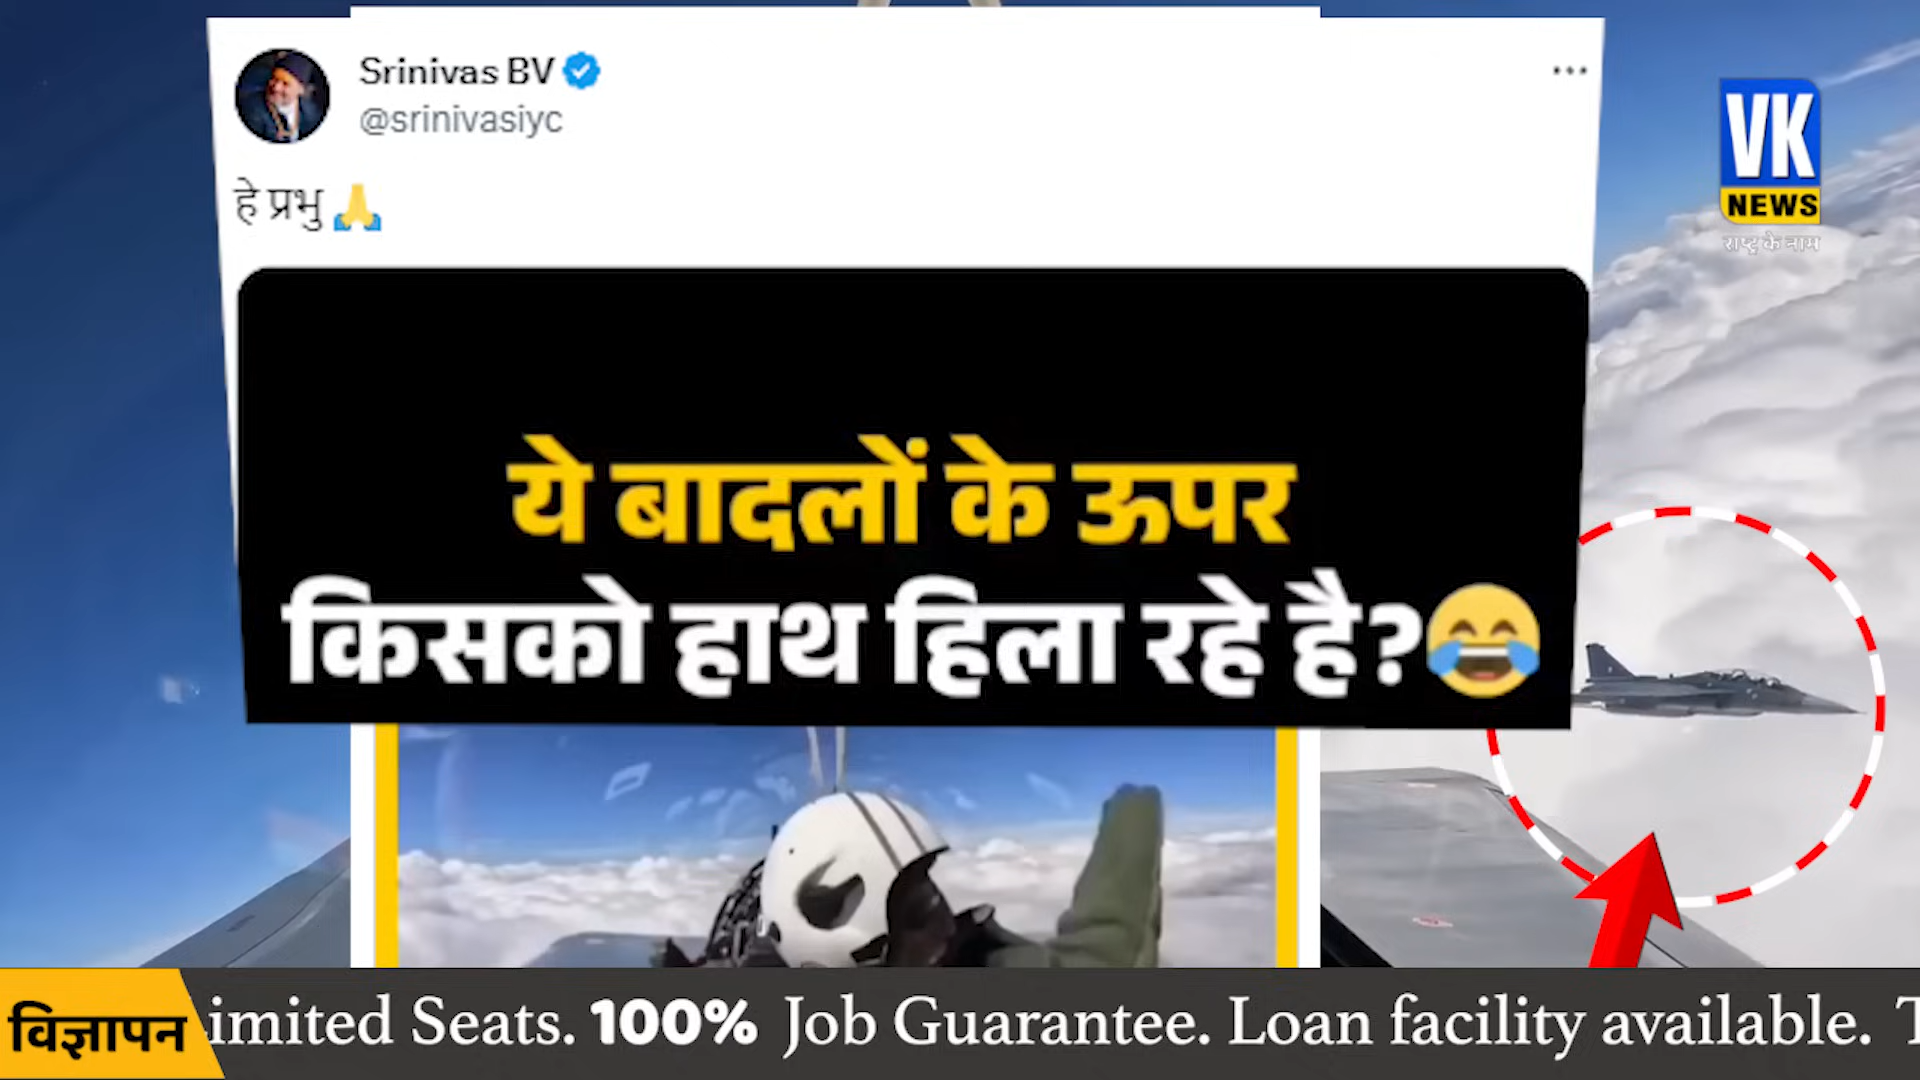 Srinivas BV
@srinivasiyc
हे प्रभु 🙏
ये बादलों के ऊपर
किसको हाथ हिला रहे है?😂
VK
NEWS
राष्ट्र के नाम
विज्ञापन
imited Seats. 100% Job Guarantee. Loan facility available. T